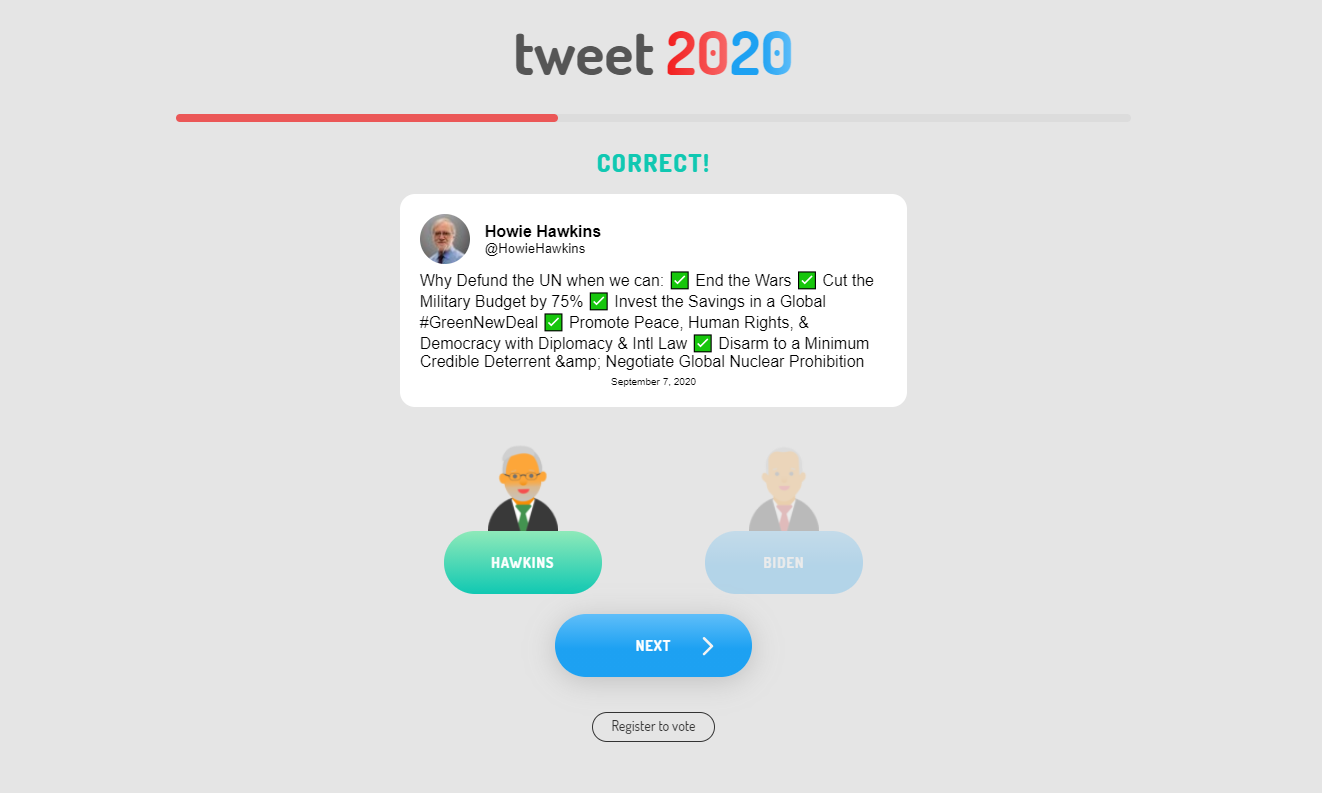 tweet 2020
CORRECT!
Howie Hawkins
@HowieHawkins
Why Defund the UN when we can: ✅ End the Wars ✅ Cut the
Military Budget by 75% ✅ Invest the Savings in a Global
#GreenNewDeal ✅ Promote Peace, Human Rights, &
Democracy with Diplomacy & Intl Law ✅ Disarm to a Minimum
Credible Deterrent &amp; Negotiate Global Nuclear Prohibition
September 7, 2020
HAWKINS
BIDEN
NEXT
Register to vote